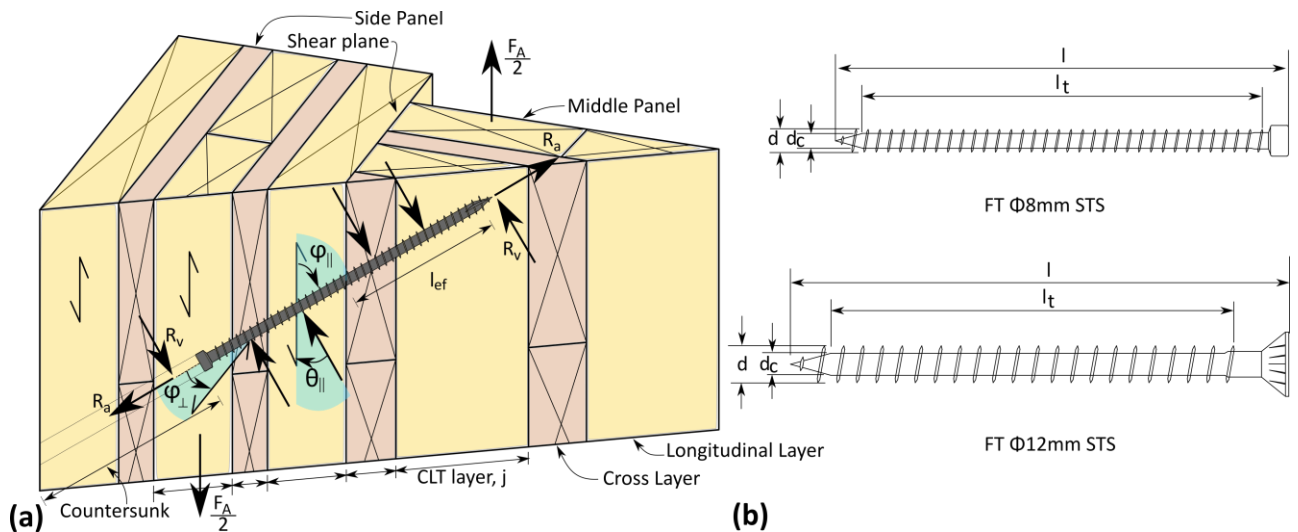 Side Panel
Shear plane
F_A
2
Middle Panel
R_a
φ_∥
R_v
l_ef
R_v
θ_∥
R_a
φ_⊥
Longitudinal Layer
CLT layer, j
Cross Layer
Countersunk
F_A
2
(a)
l
l_t
d
d_c
FT Φ8mm STS
l
l_t
d
d_c
FT Φ12mm STS
(b)